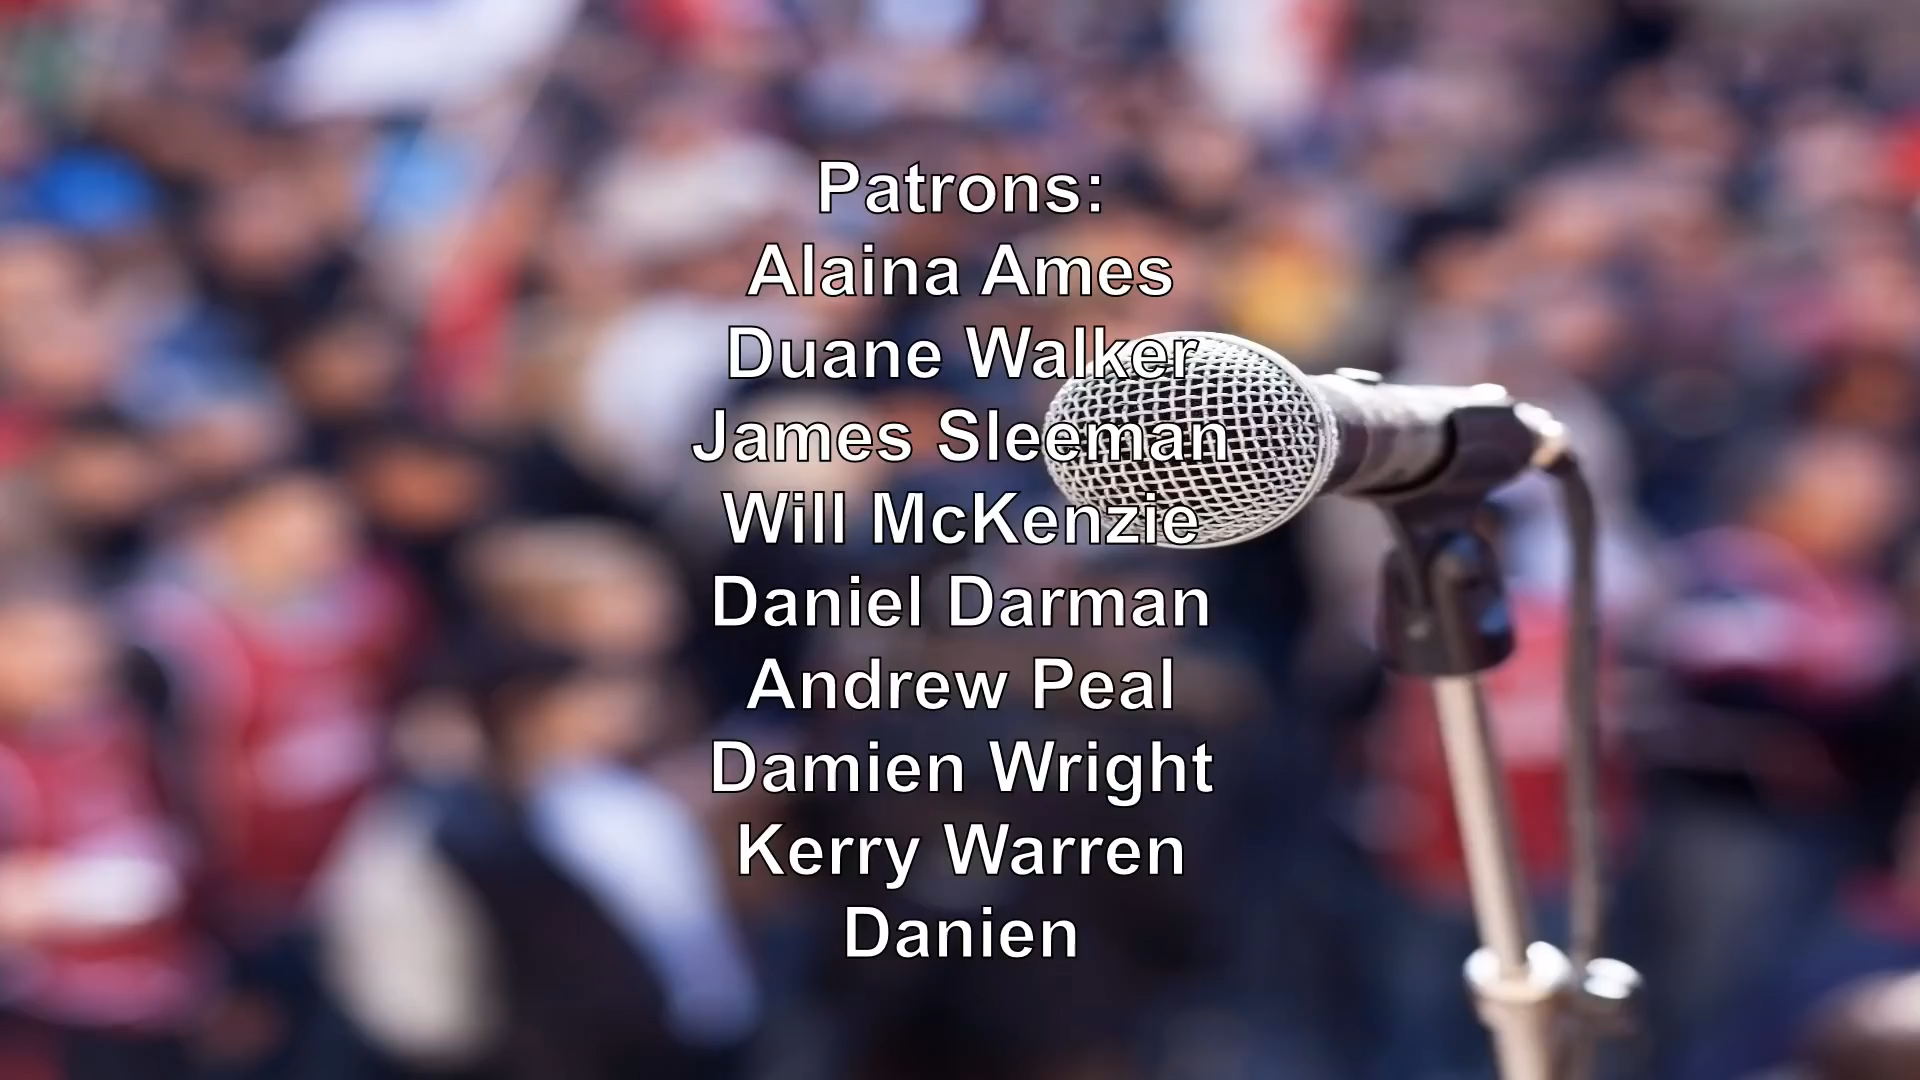 Patrons:
Alaina Ames
Duane Walker
James Sleeman
Will McKenzie
Daniel Darman
Andrew Peal
Damien Wright
Kerry Warren
Danien